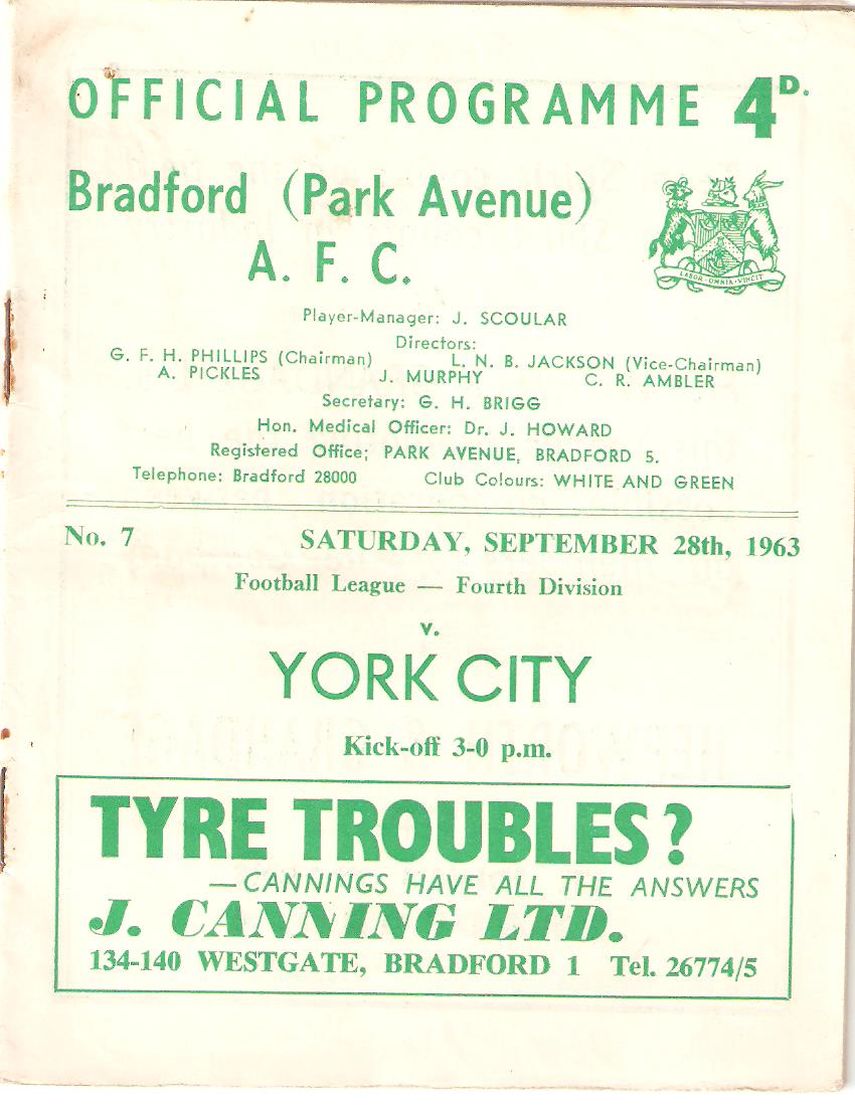 OFFICIAL PROGRAMME 4D.
Bradford (Park Avenue)
A. F. C.
LABOR·OMNIA·VINCIT
Player-Manager: J. SCOULAR
Directors:
G. F. H. PHILLIPS (Chairman) L. N. B. JACKSON (Vice-Chairman)
A. PICKLES J. MURPHY C. R. AMBLER
Secretary: G. H. BRIGG
Hon. Medical Officer: Dr. J. HOWARD
Registered Office; PARK AVENUE, BRADFORD 5.
Telephone: Bradford 28000 Club Colours: WHITE AND GREEN
No. 7 SATURDAY, SEPTEMBER 28th, 1963
Football League — Fourth Division
v.
YORK CITY
Kick-off 3-0 p.m.
TYRE TROUBLES?
—CANNINGS HAVE ALL THE ANSWERS
J. CANNING LTD.
134-140 WESTGATE, BRADFORD 1 Tel. 26774/5